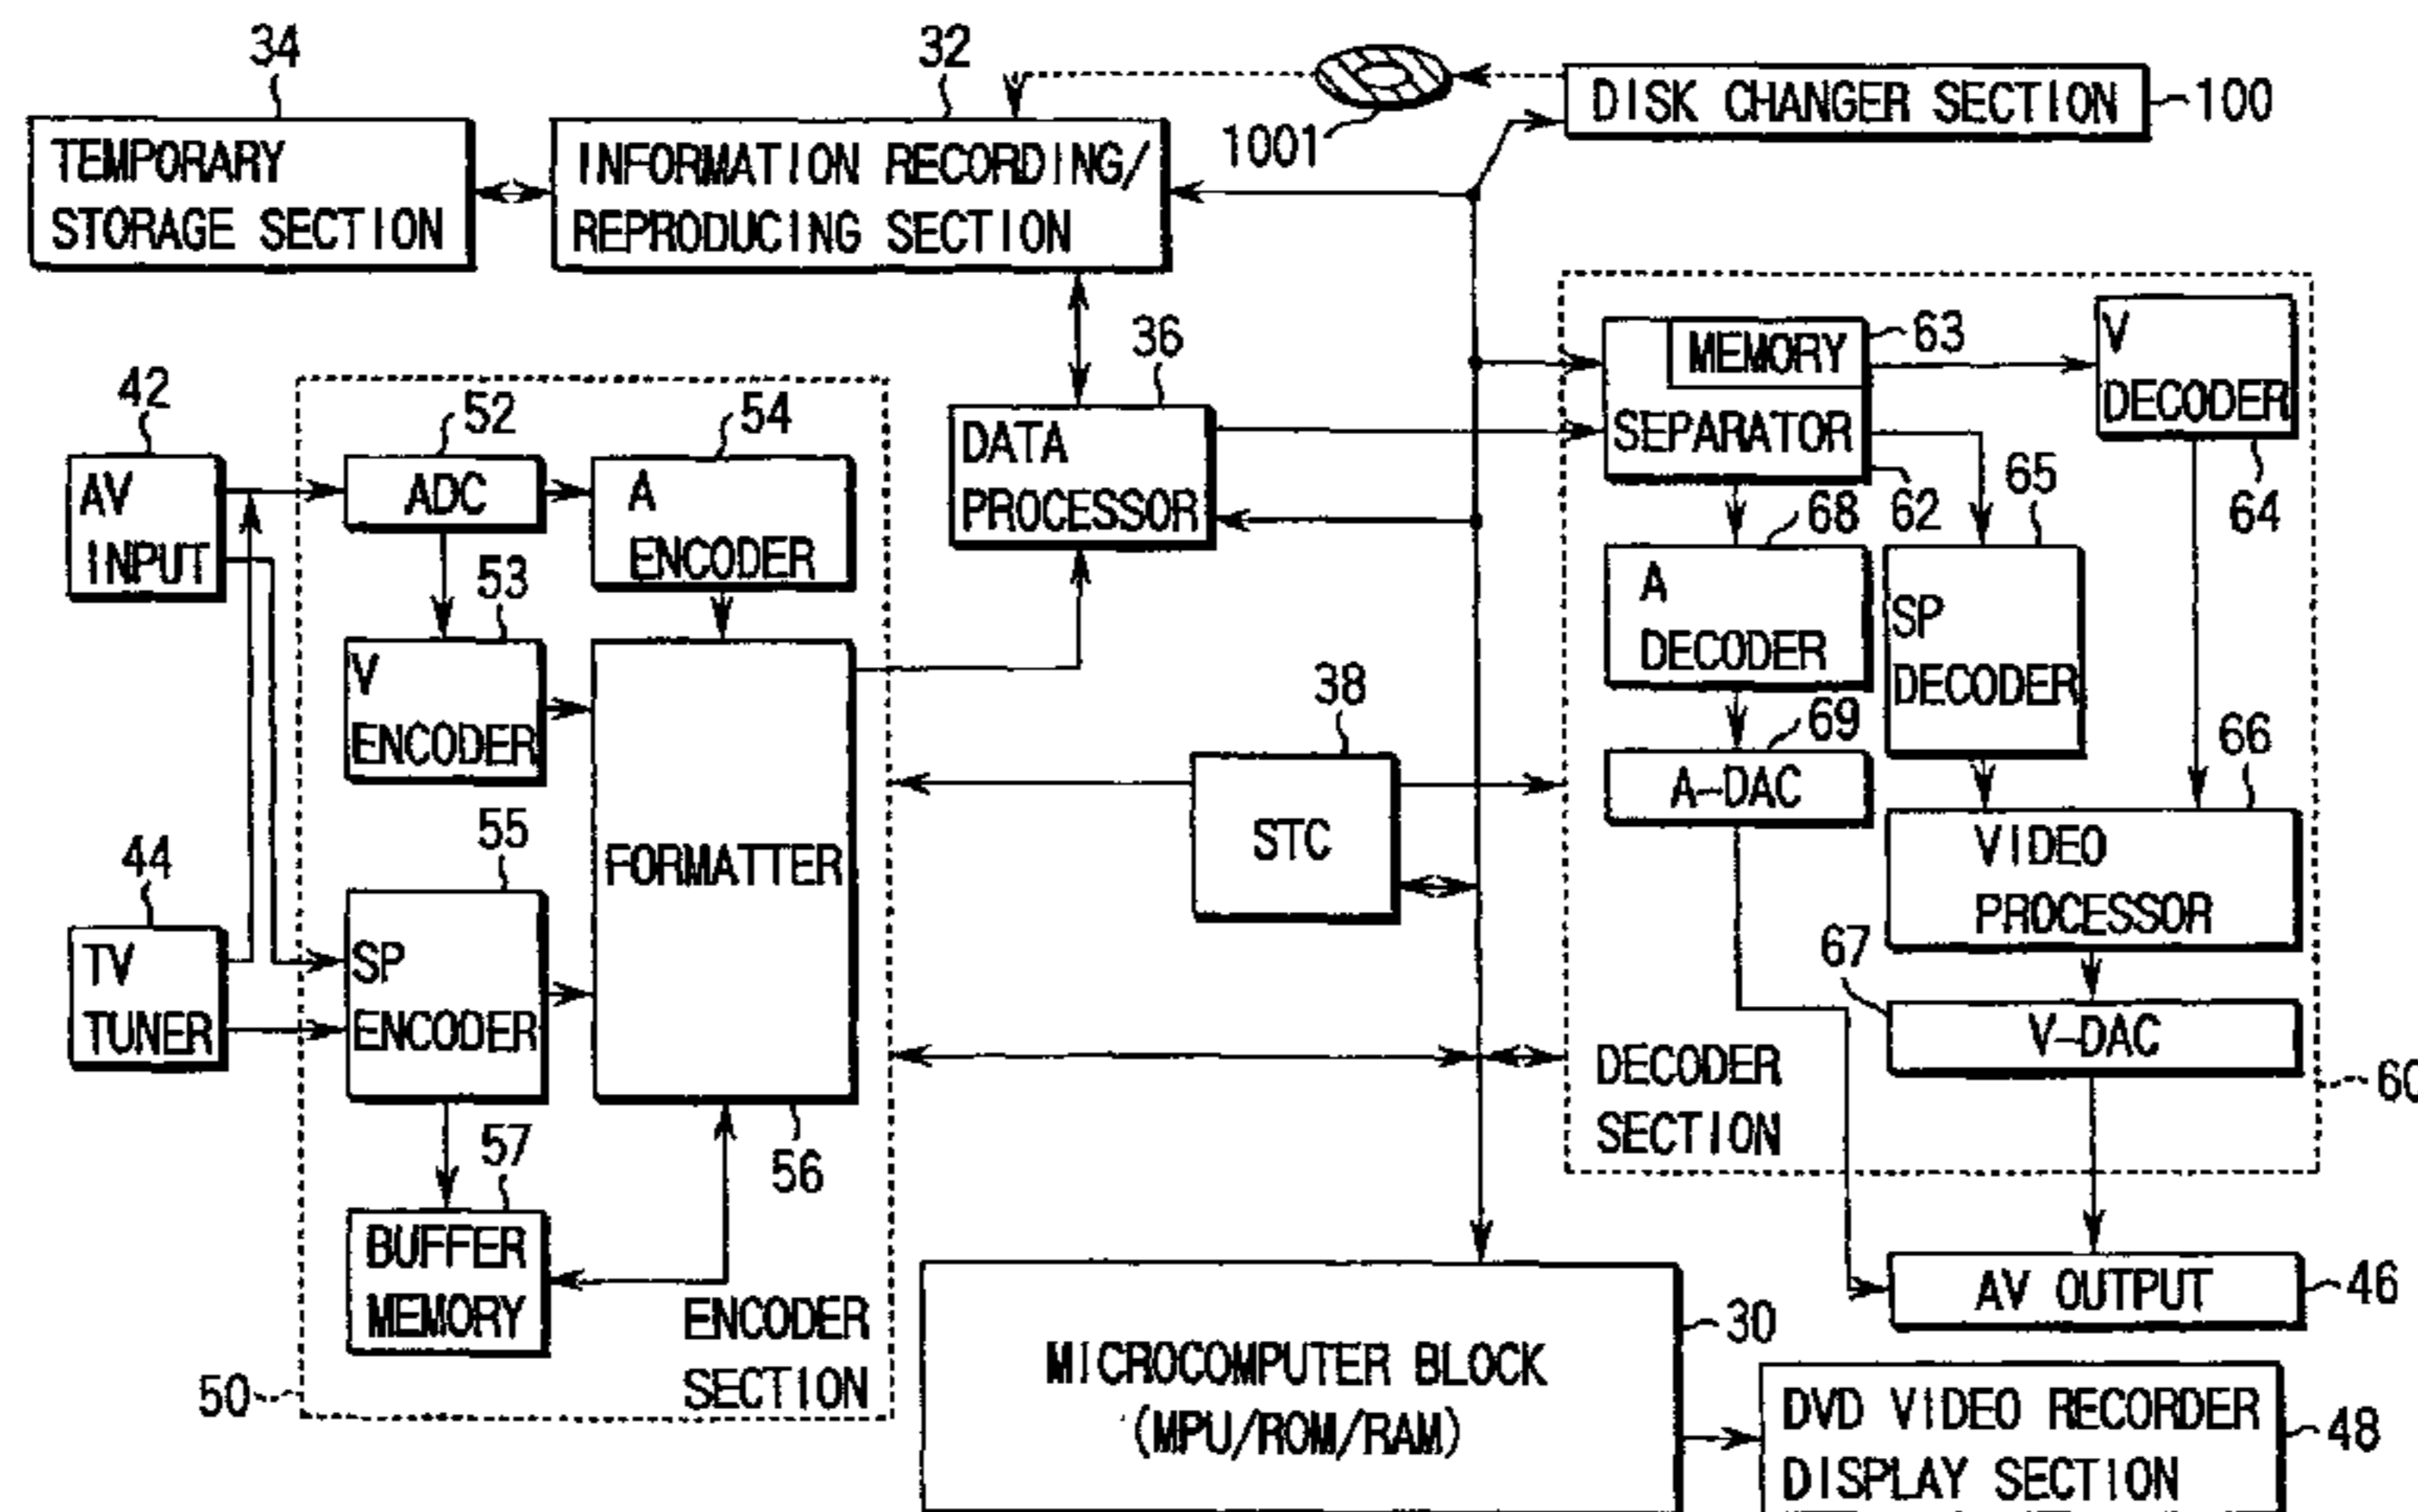 34
32
1001
DISK CHANGER SECTION
100
TEMPORARY
STORAGE SECTION
INFORMATION RECORDING/
REPRODUCING SECTION
36
42
52
54
AV
INPUT
ADC
A
ENCODER
DATA
PROCESSOR
MEMORY
63
SEPARATOR
62
V
DECODER
64
65
68
53
V
ENCODER
FORMATTER
38
STC
A
DECODER
SP
DECODER
69
A-DAC
66
VIDEO
PROCESSOR
44
55
TV
TUNER
SP
ENCODER
67
V-DAC
DECODER
SECTION
60
57
56
BUFFER
MEMORY
ENCODER
SECTION
50
AV OUTPUT
46
MICROCOMPUTER BLOCK
(MPU/ROM/RAM)
30
DVD VIDEO RECORDER
DISPLAY SECTION
48